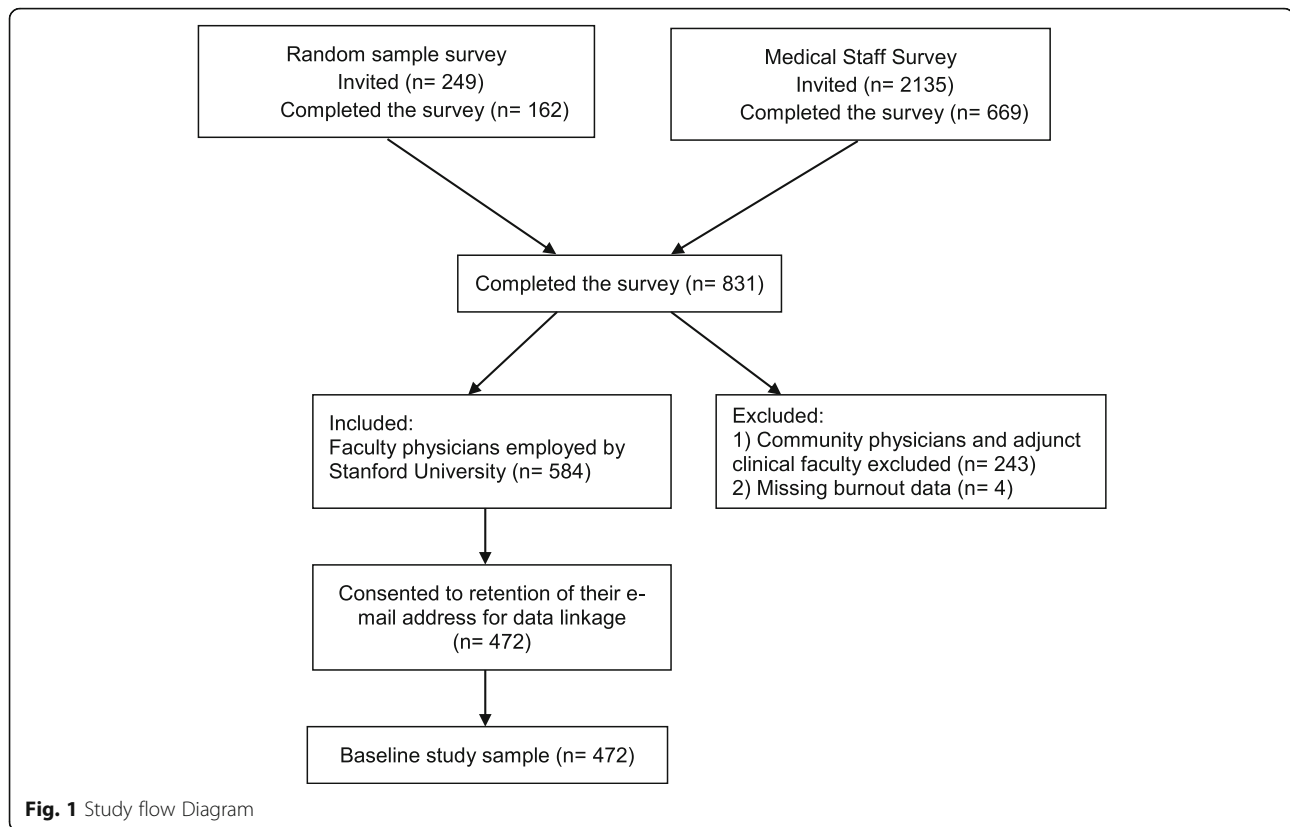 Random sample survey
Invited (n= 249)
Completed the survey (n= 162)
Medical Staff Survey
Invited (n= 2135)
Completed the survey (n= 669)
Completed the survey (n= 831)
Included:
Faculty physicians employed by
Stanford University (n= 584)
Excluded:
1) Community physicians and adjunct
clinical faculty excluded (n= 243)
2) Missing burnout data (n= 4)
Consented to retention of their e-
mail address for data linkage
(n= 472)
Baseline study sample (n= 472)
Fig. 1 Study flow Diagram